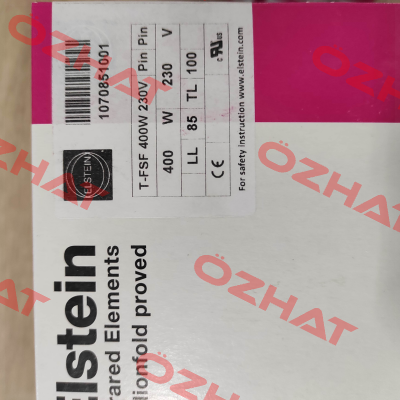 1070851001
ELSTEIN
T-FSF 400W 230V Pin Pin
400 W 230 V
LL 85 TL 100
CE
For safety instruction www.elstein.com
Elstein
rared Elements
lionfold proved
ÖZHAT
ÖZHAT
ÖZHAT
ÖZHAT
ÖZHAT